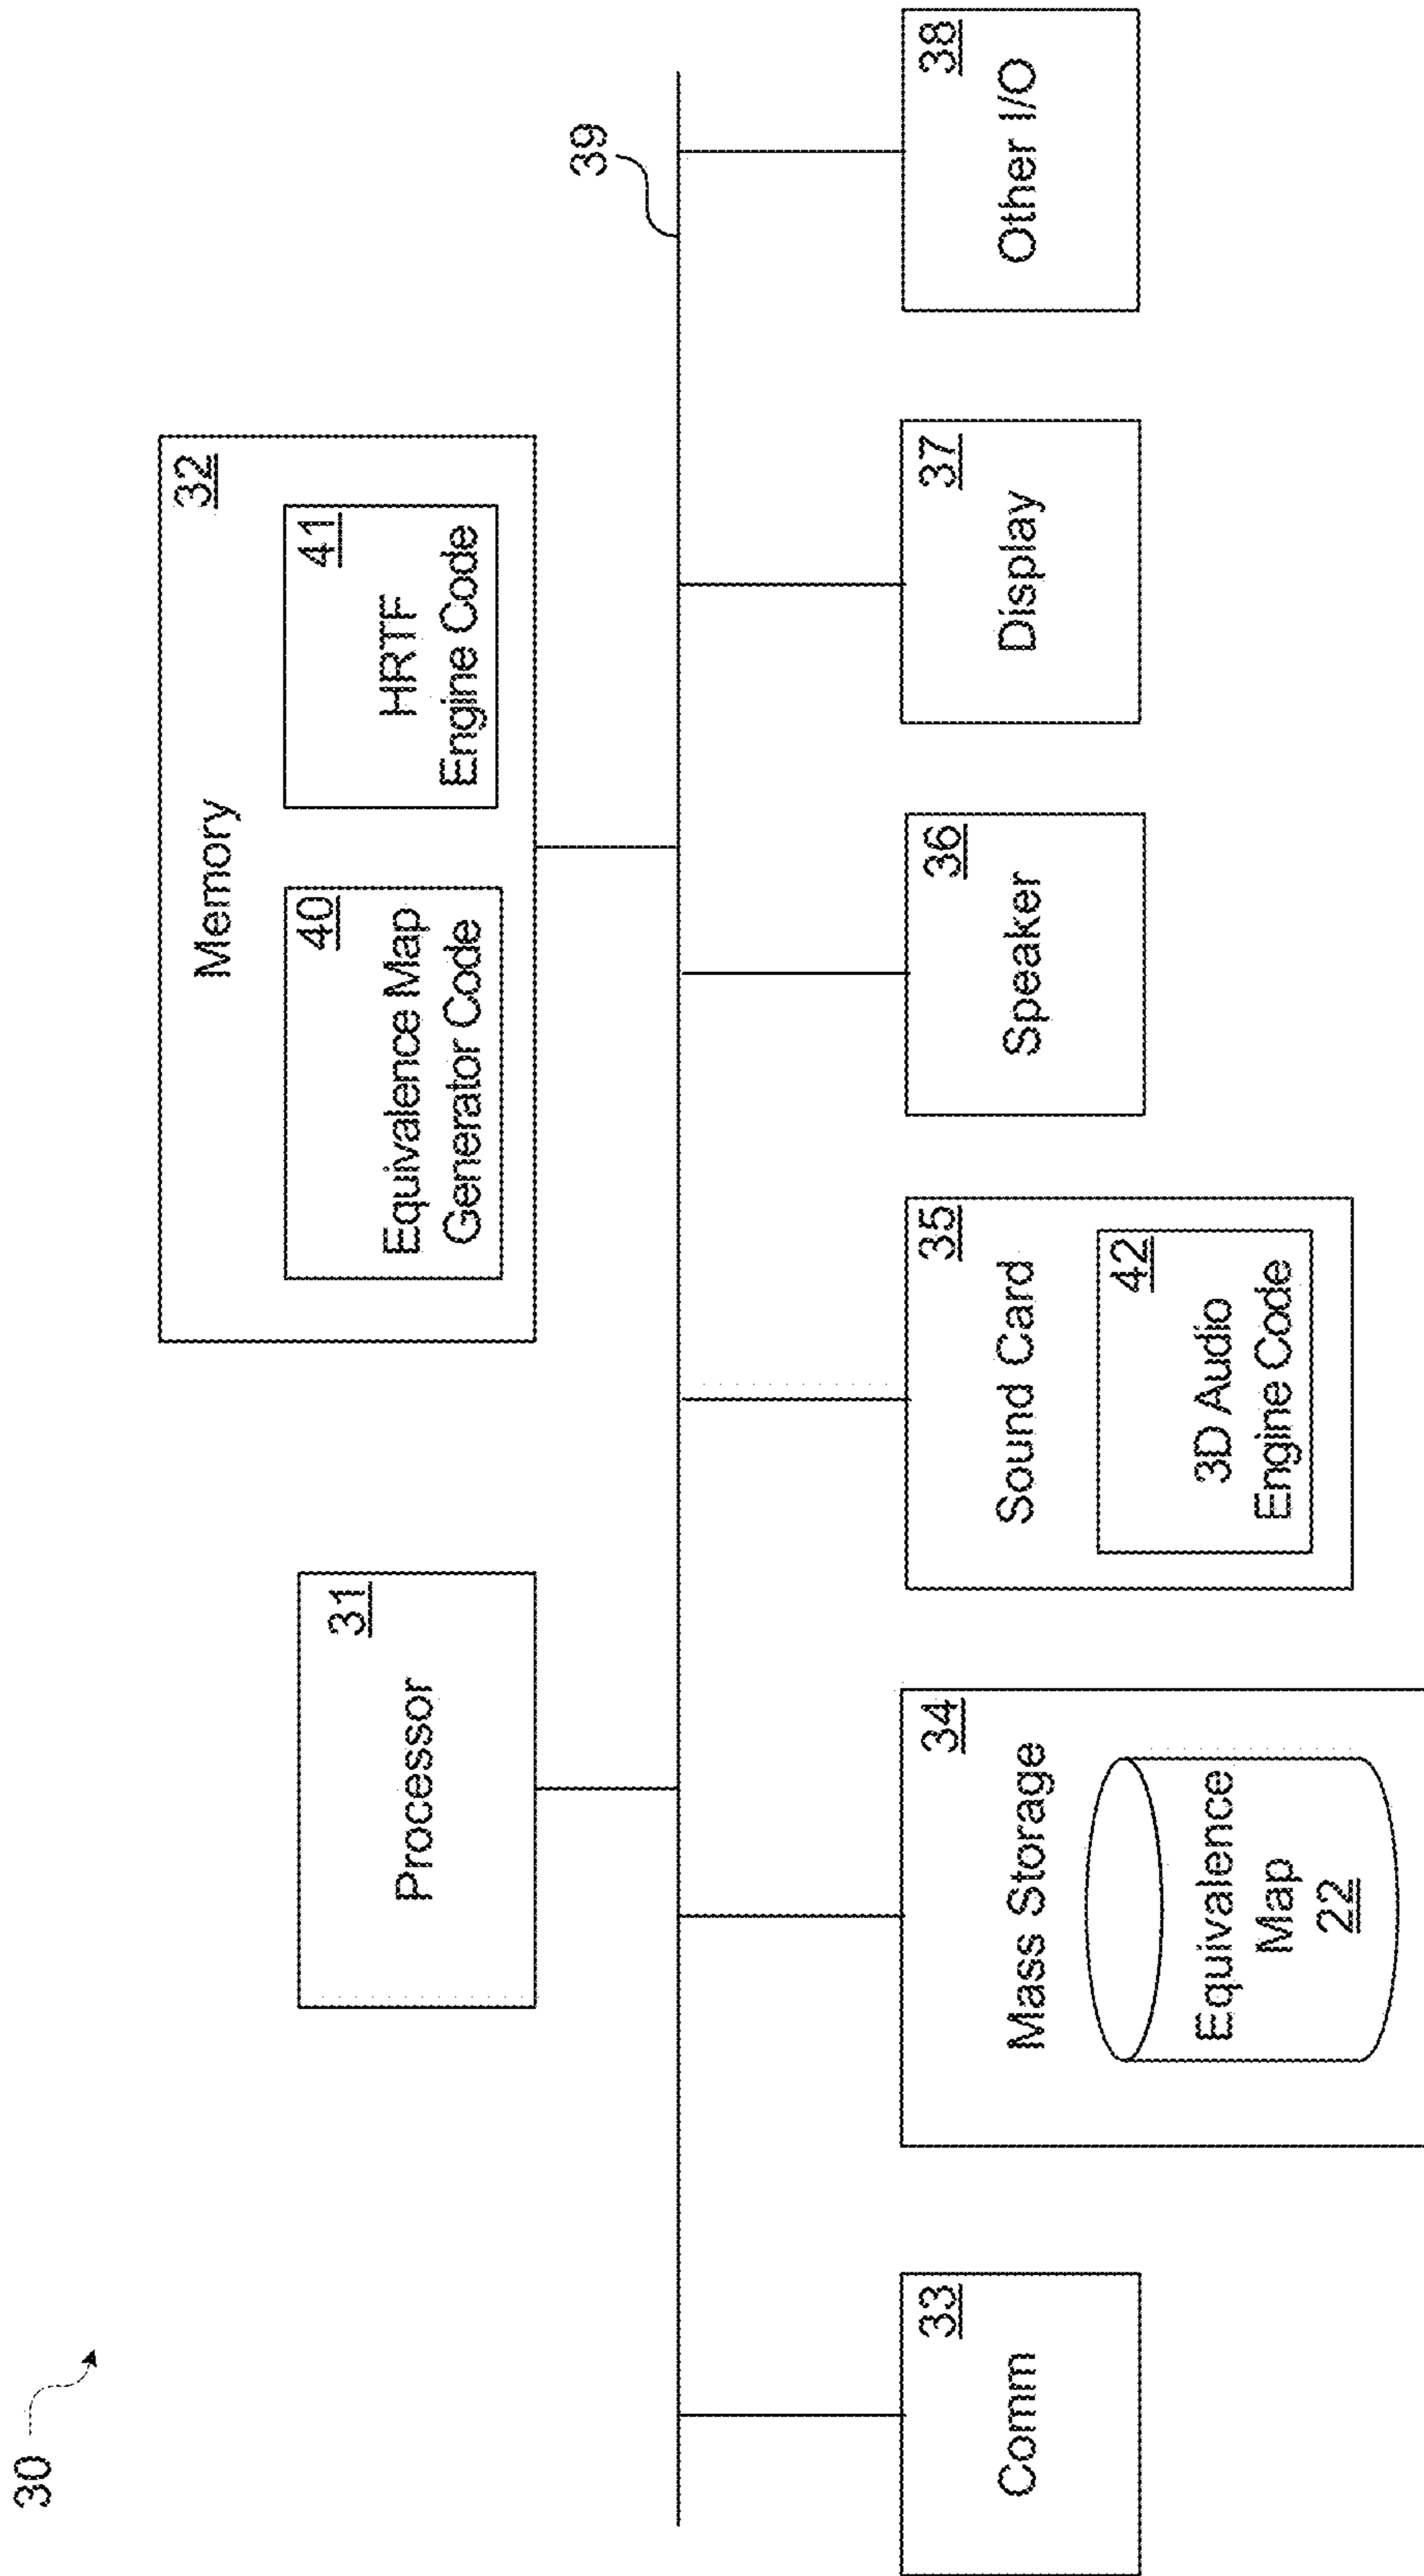 30
Processor
31
Memory
32
Equivalence Map
Generator Code
40
HRTF
Engine Code
41
39
Comm
33
Mass Storage
34
Equivalence
Map
22
Sound Card
35
3D Audio
Engine Code
42
Speaker
36
Display
37
Other I/O
38